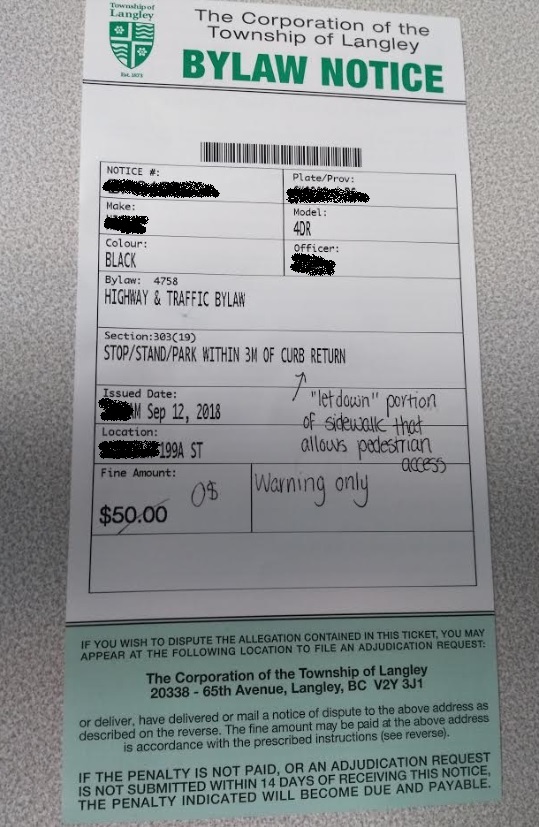 Township of
Langley
Est. 1873
The Corporation of the
Township of Langley
BYLAW NOTICE
NOTICE #:
Plate/Prov:
Make:
Model:
4DR
Colour:
BLACK
Officer:
Bylaw: 4758
HIGHWAY & TRAFFIC BYLAW
Section:303(19)
STOP/STAND/PARK WITHIN 3M OF CURB RETURN
"let down" portion
of sidewalk that
allows pedestrian
access
Issued Date:
M Sep 12, 2018
Location:
199A ST
Fine Amount:
0$
$50.00
Warning only
IF YOU WISH TO DISPUTE THE ALLEGATION CONTAINED IN THIS TICKET, YOU MAY
APPEAR AT THE FOLLOWING LOCATION TO FILE AN ADJUDICATION REQUEST:
The Corporation of the Township of Langley
20338 - 65th Avenue, Langley, BC V2Y 3J1
or deliver, have delivered or mail a notice of dispute to the above address as
described on the reverse. The fine amount may be paid at the above address
is accordance with the prescribed instructions (see reverse).
IF THE PENALTY IS NOT PAID, OR AN ADJUDICATION REQUEST
IS NOT SUBMITTED WITHIN 14 DAYS OF RECEIVING THIS NOTICE,
THE PENALTY INDICATED WILL BECOME DUE AND PAYABLE.